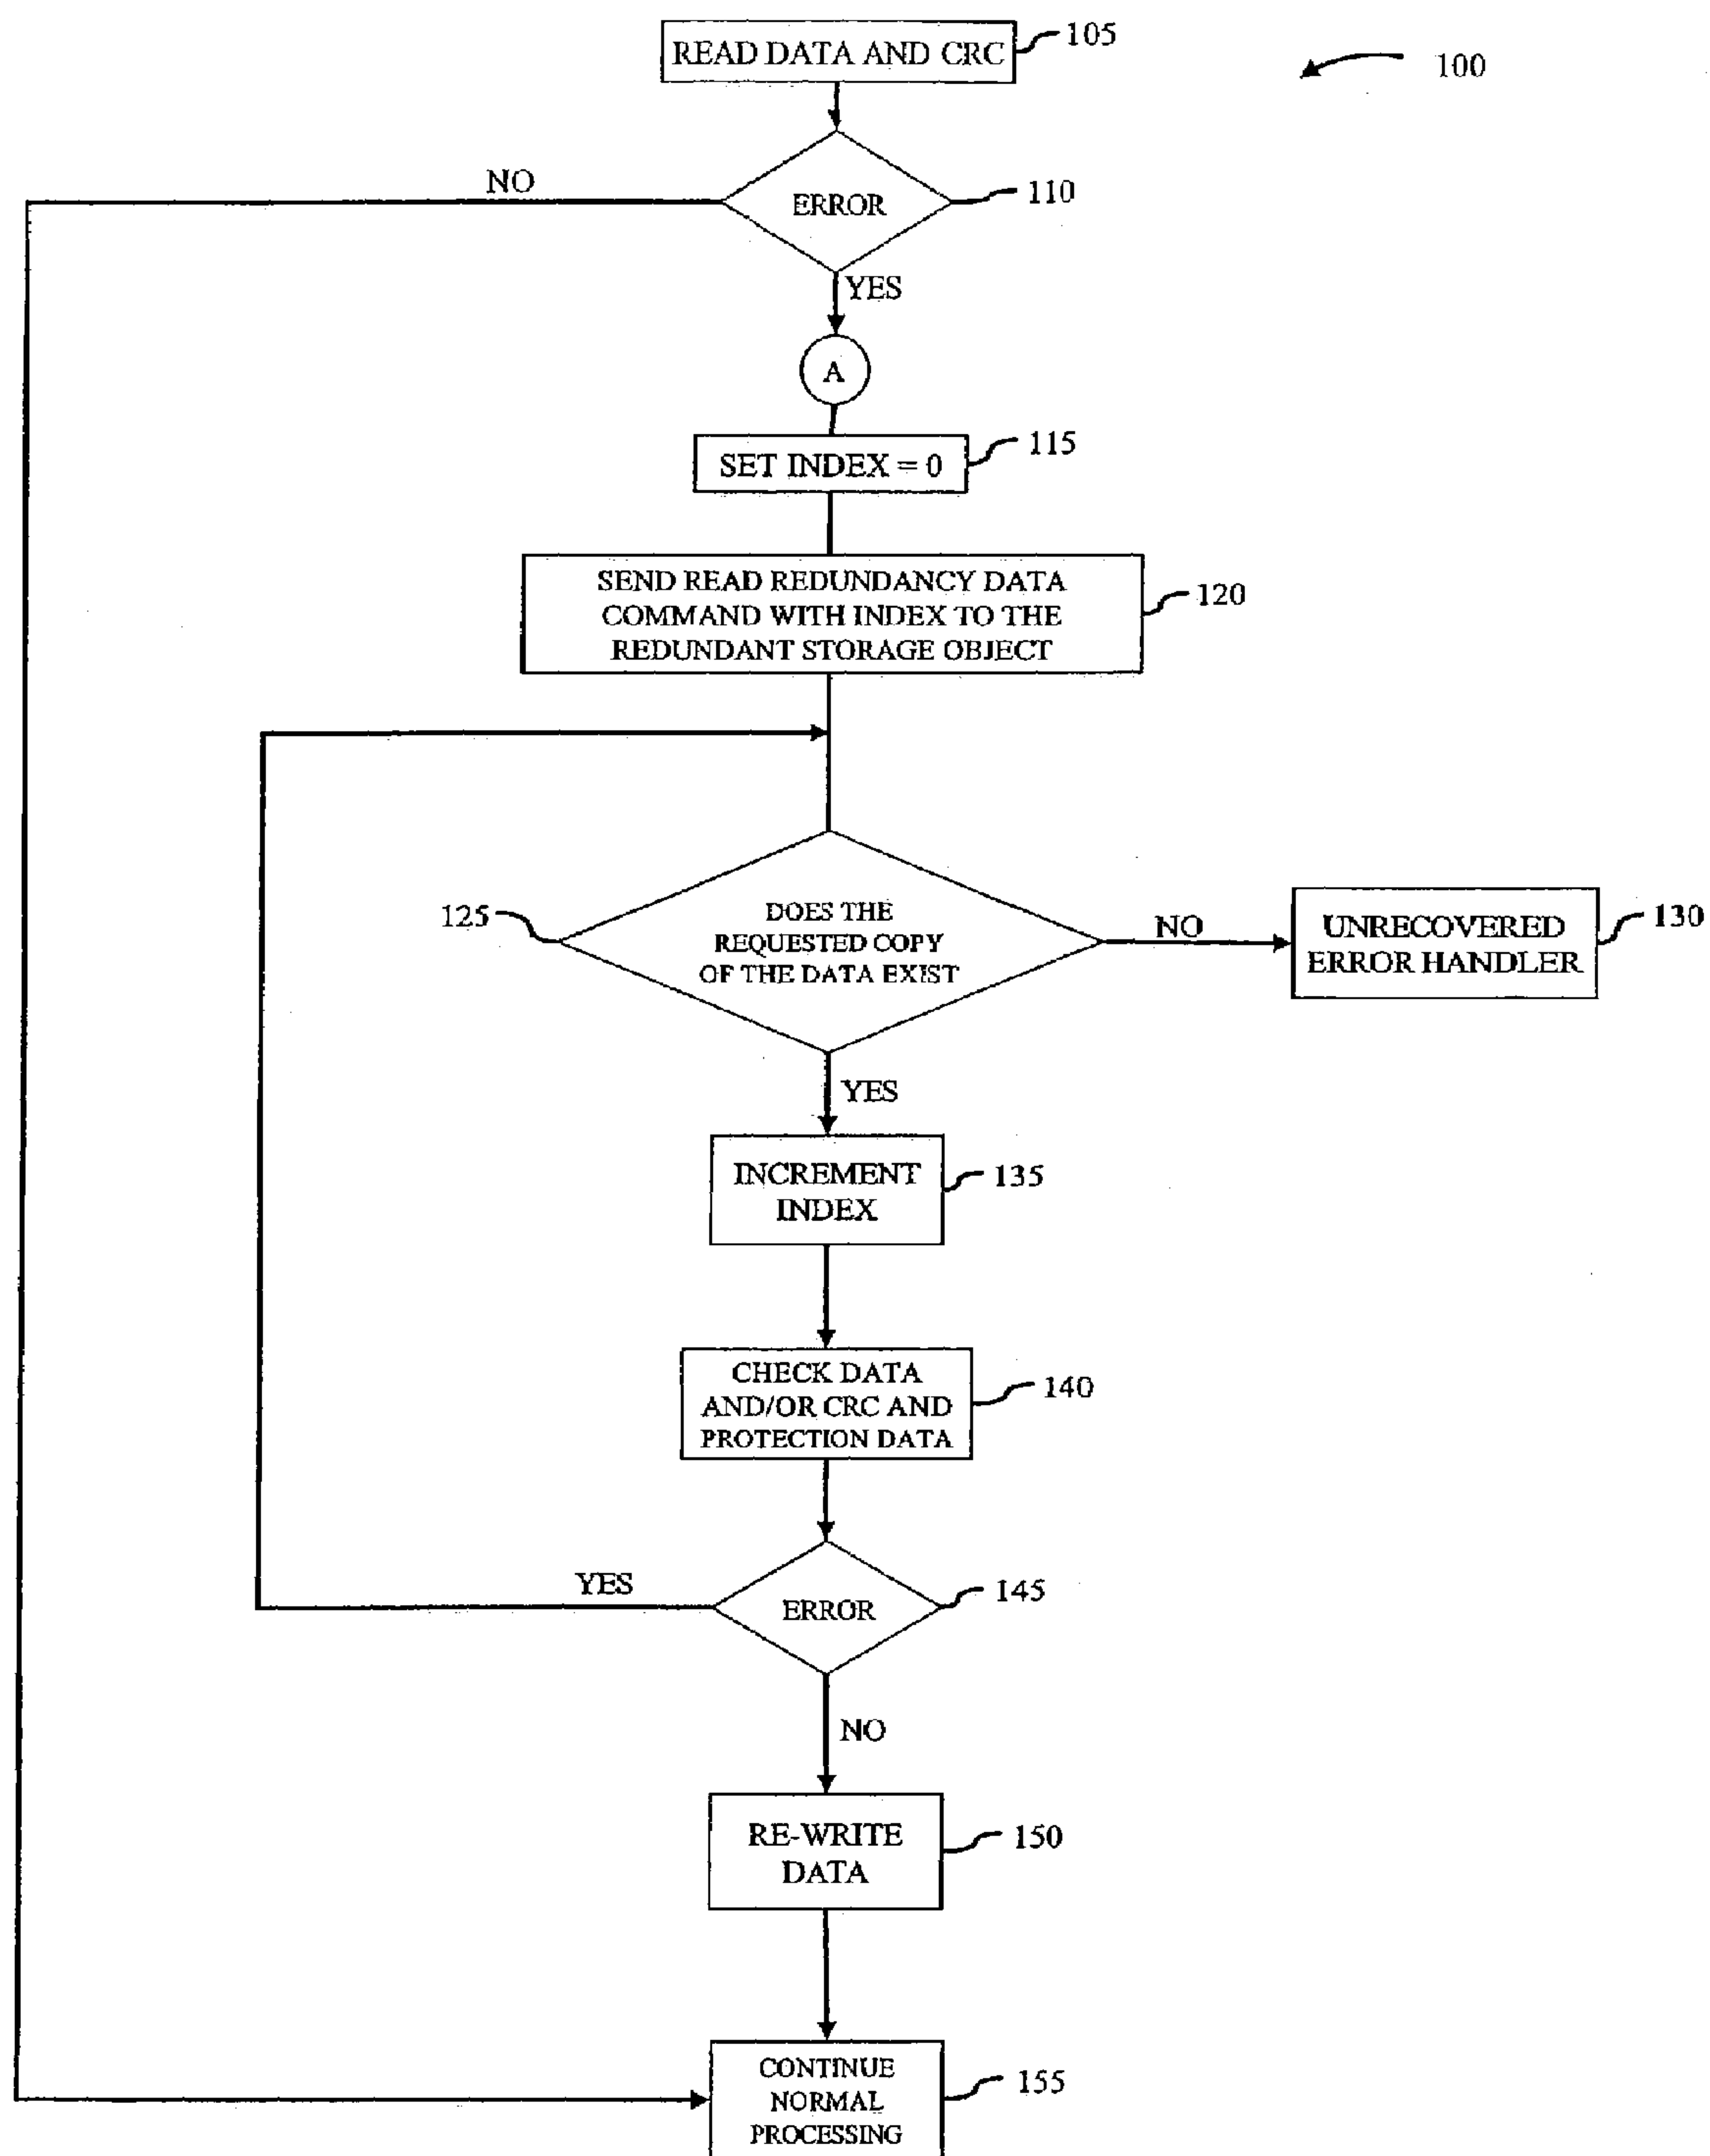 READ DATA AND CRC
105
100
ERROR
110
NO
YES
A
SET INDEX = 0
115
SEND READ REDUNDANCY DATA
COMMAND WITH INDEX TO THE
REDUNDANT STORAGE OBJECT
120
DOES THE
REQUESTED COPY
OF THE DATA EXIST
125
NO
UNRECOVERED
ERROR HANDLER
130
YES
INCREMENT
INDEX
135
CHECK DATA
AND/OR CRC AND
PROTECTION DATA
140
YES
ERROR
145
NO
RE-WRITE
DATA
150
CONTINUE
NORMAL
PROCESSING
155